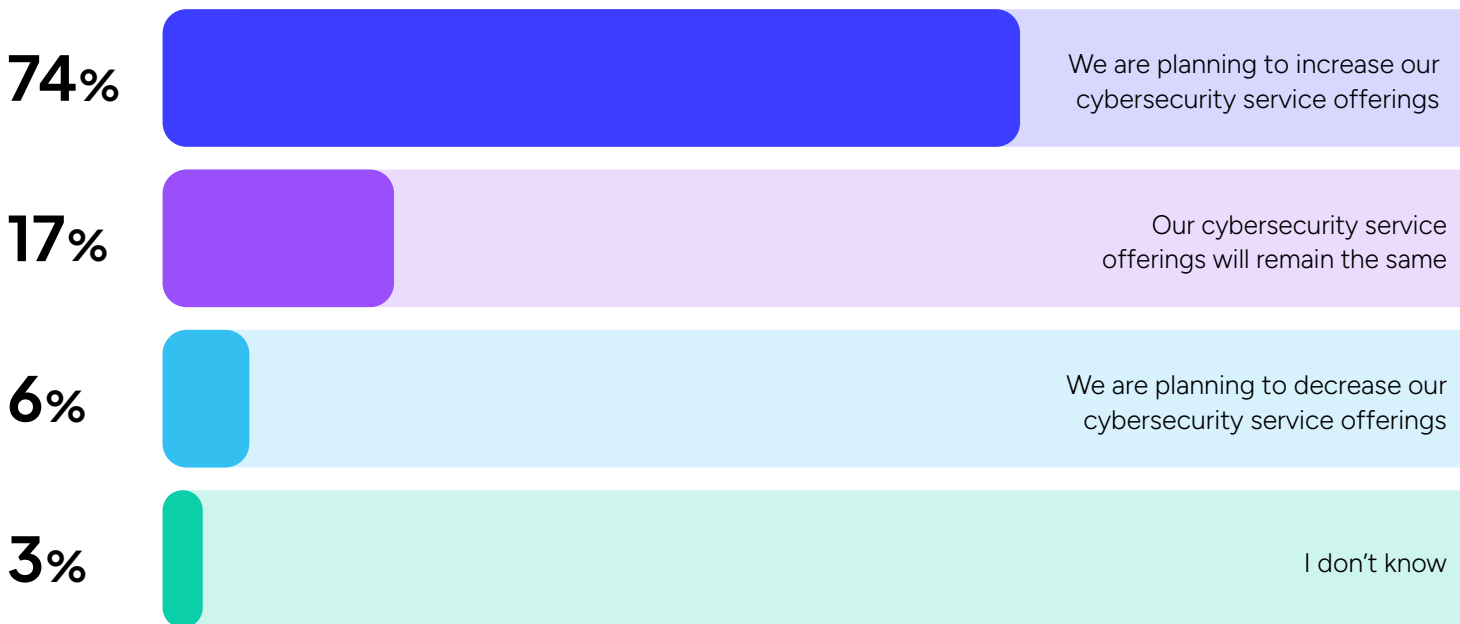 74%
We are planning to increase our
cybersecurity service offerings
17%
Our cybersecurity service
offerings will remain the same
6%
We are planning to decrease our
cybersecurity service offerings
3%
I don’t know